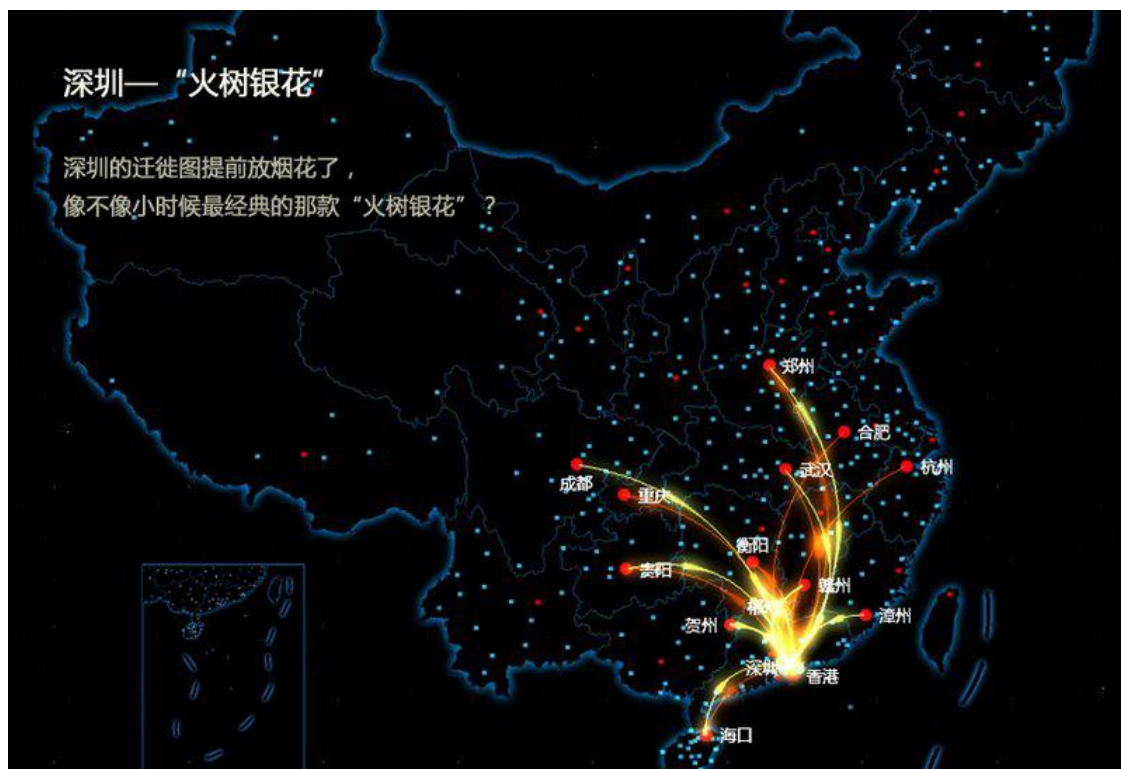 深圳—“火树银花”
深圳的迁徙图提前放烟花了，
像不像小时候最经典的那款“火树银花”？
郑州
合肥
武汉
杭州
成都
重庆
衡阳
贵阳
赣州
郴州
贺州
漳州
深圳
香港
海口